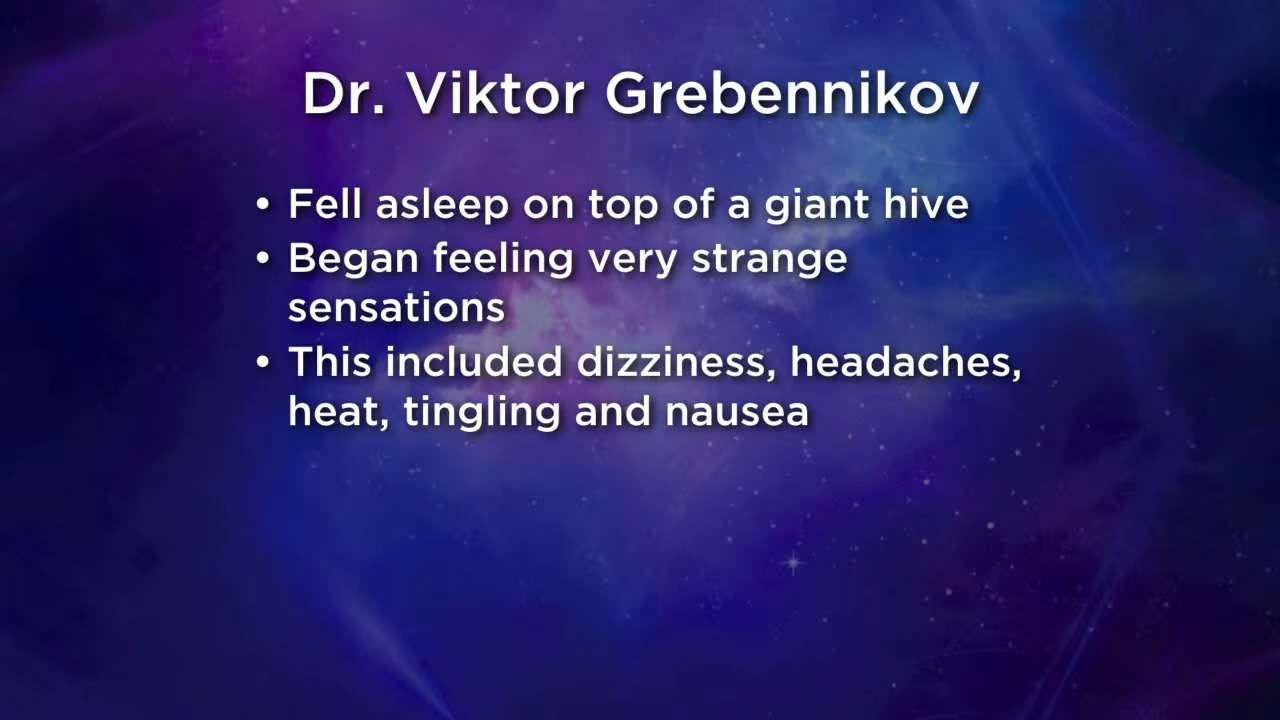 Dr. Viktor Grebennikov
• Fell asleep on top of a giant hive
• Began feeling very strange
sensations
• This included dizziness, headaches,
heat, tingling and nausea